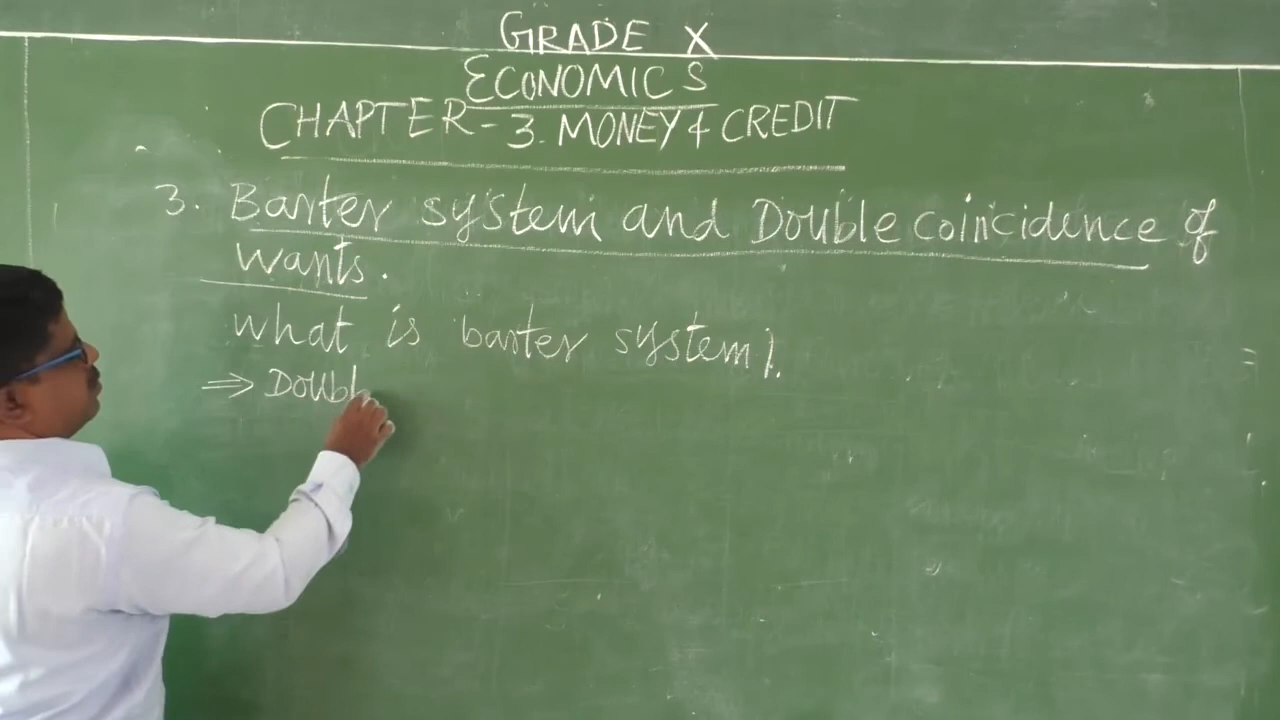 GRADE X
ECONOMICS
CHAPTER-3. MONEY & CREDIT
3. Barter system and Double coincidence of
wants.
What is barter system?
⇒ Doubl